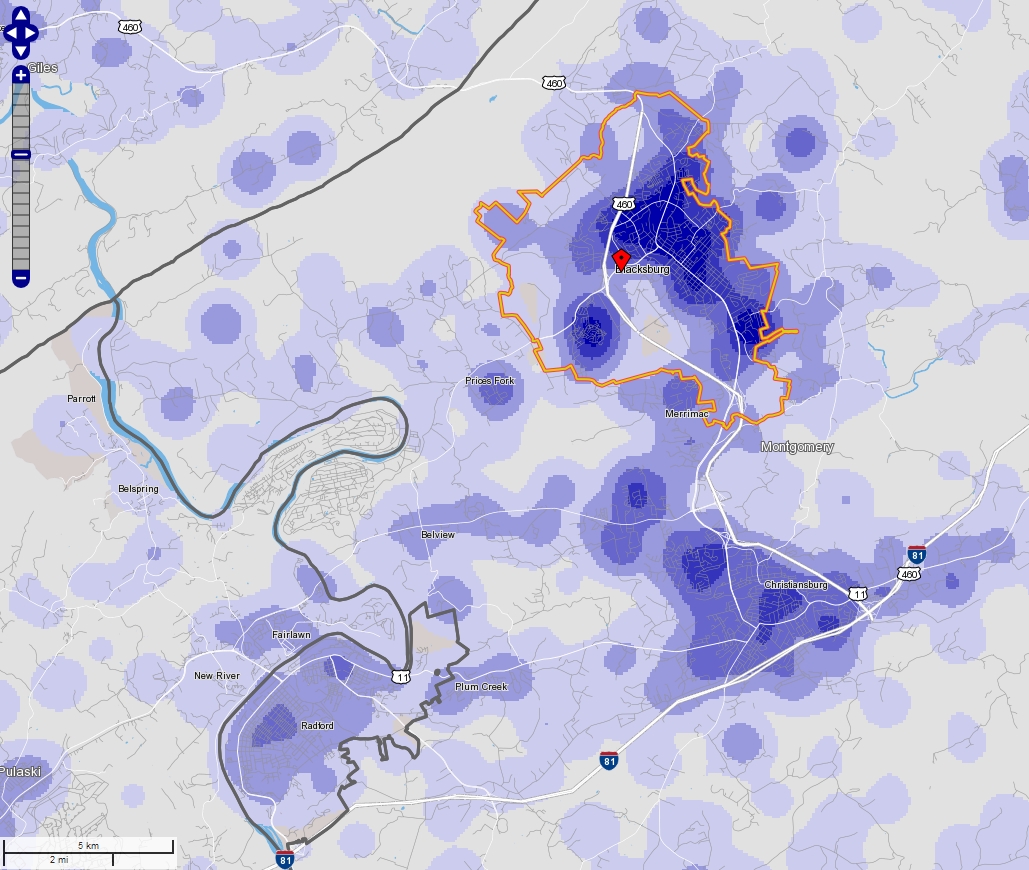 460
Giles
460
460
Blacksburg
Prices Fork
Parrott
Merrimac
Montgomery
Belspring
Belview
81
460
Christiansburg
11
Fairlawn
New River
11
Plum Creek
Radford
81
Pulaski
5 km
2 mi
81